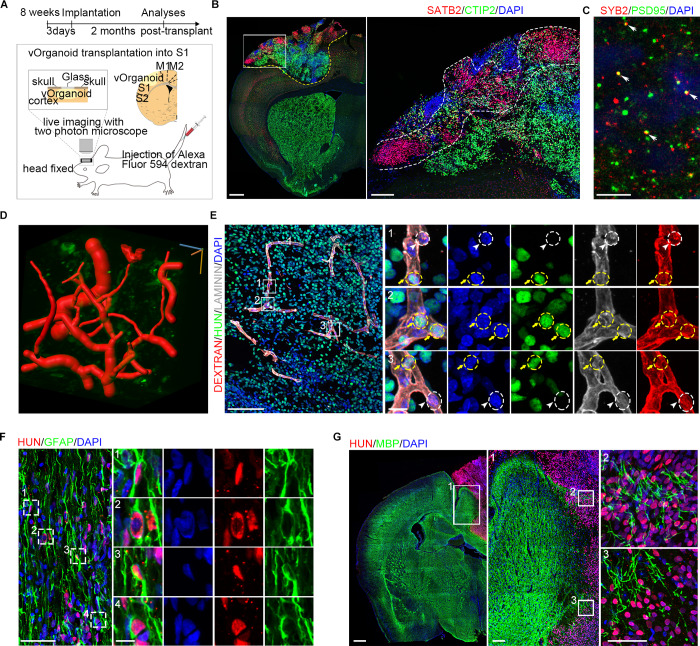 A
8 weeks Implantation Analyses
3days 2 months post-transplant
vOrganoid transplantation into S1
M1 M2
skull Glass skull
vOrganoid
cortex
vOrganoid
S1
S2
live imaging with
two photon microscope
head fixed
Injection of Alexa
Fluor 594 dextran
B
SATB2/CTIP2/DAPI
C
SYB2/PSD95/DAPI
D
E
DEXTRAN/HUN/LAMININ/DAPI
1
2
3
1
2
3
F
HUN/GFAP/DAPI
1
2
3
4
1
2
3
4
G
HUN/MBP/DAPI
1
1
2
3
2
3